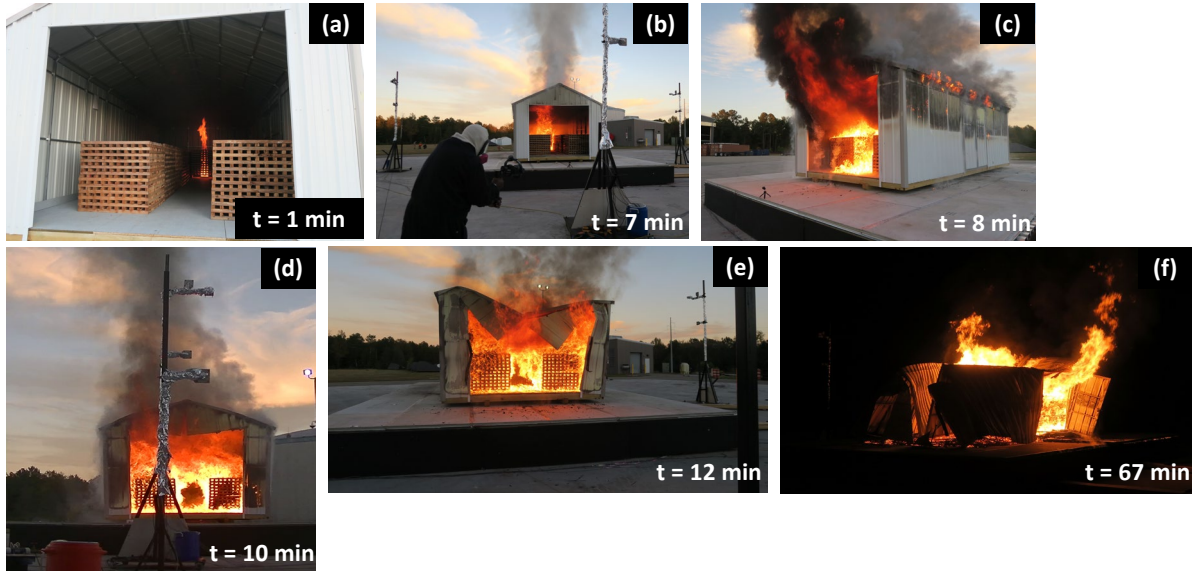 (a)
t = 1 min
(b)
t = 7 min
(c)
t = 8 min
(d)
t = 10 min
(e)
t = 12 min
(f)
t = 67 min